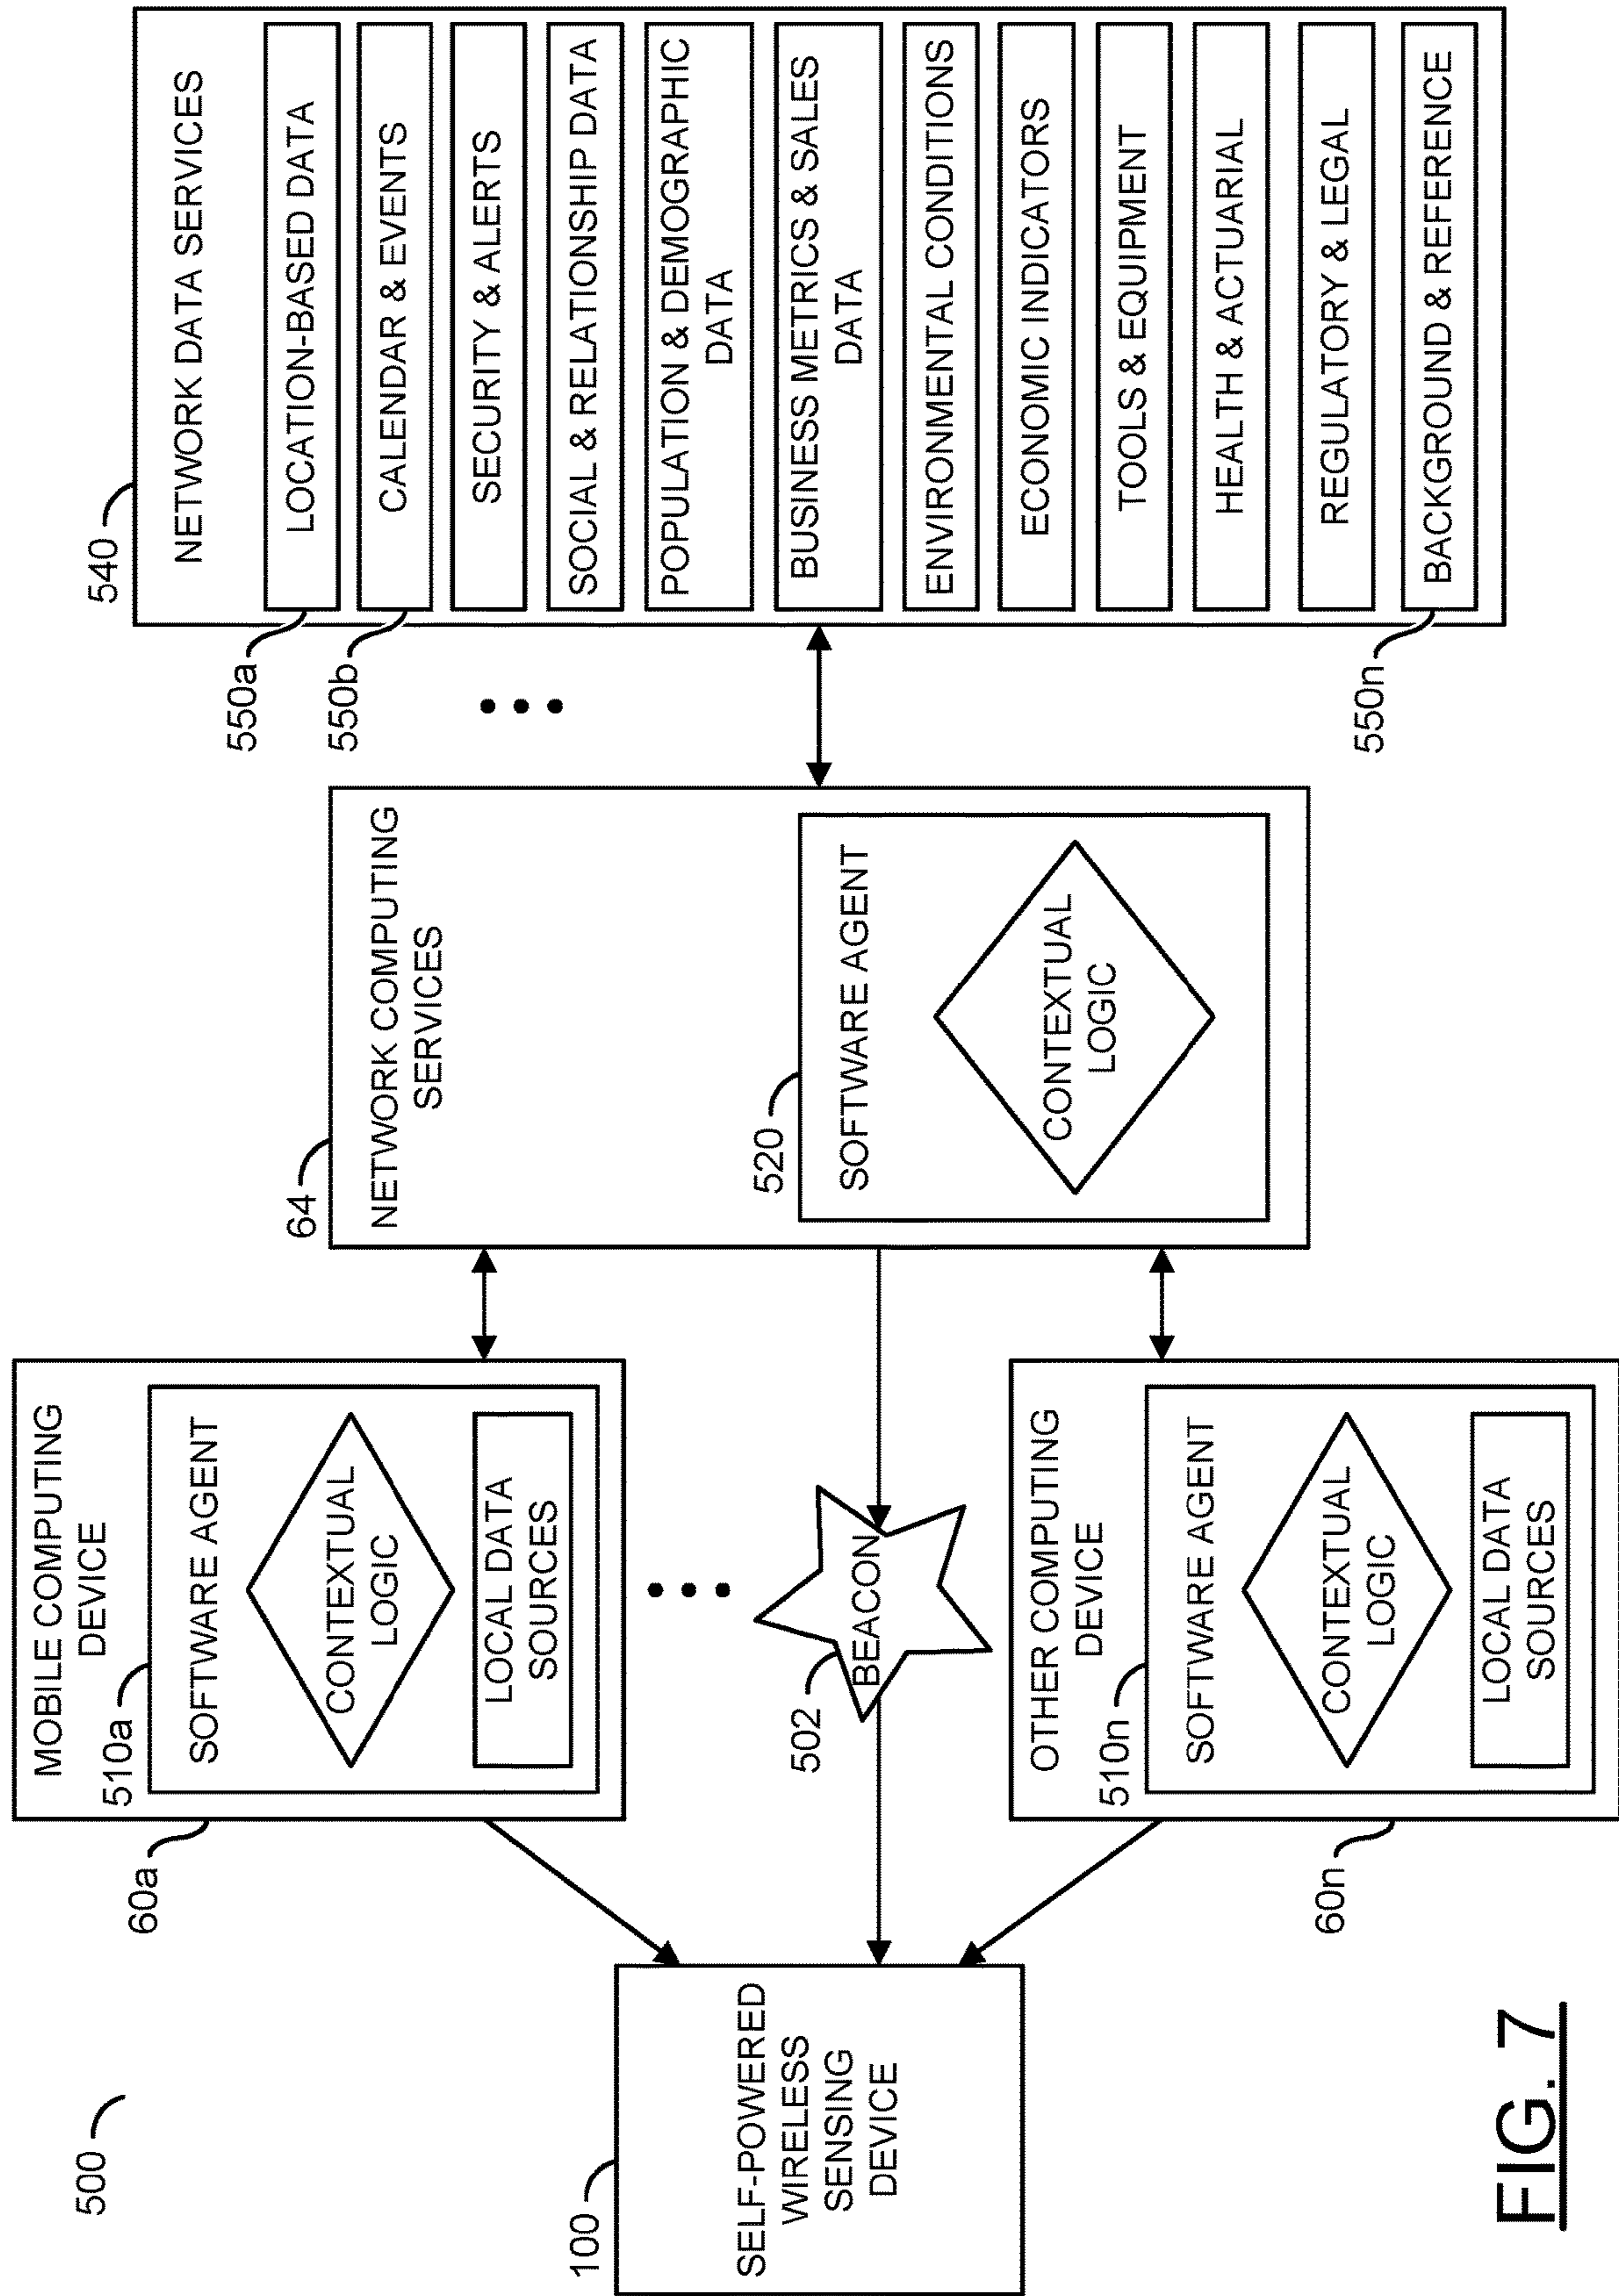 500
100
SELF-POWERED
WIRELESS
SENSING
DEVICE
60a
MOBILE COMPUTING
DEVICE
510a
SOFTWARE AGENT
CONTEXTUAL
LOGIC
LOCAL DATA
SOURCES
502
BEACON
60n
OTHER COMPUTING
DEVICE
510n
SOFTWARE AGENT
CONTEXTUAL
LOGIC
LOCAL DATA
SOURCES
64
NETWORK COMPUTING
SERVICES
520
SOFTWARE AGENT
CONTEXTUAL
LOGIC
540
NETWORK DATA SERVICES
550a
LOCATION-BASED DATA
550b
CALENDAR & EVENTS
SECURITY & ALERTS
SOCIAL & RELATIONSHIP DATA
POPULATION & DEMOGRAPHIC
DATA
BUSINESS METRICS & SALES
DATA
ENVIRONMENTAL CONDITIONS
ECONOMIC INDICATORS
TOOLS & EQUIPMENT
HEALTH & ACTUARIAL
REGULATORY & LEGAL
550n
BACKGROUND & REFERENCE
FIG. 7